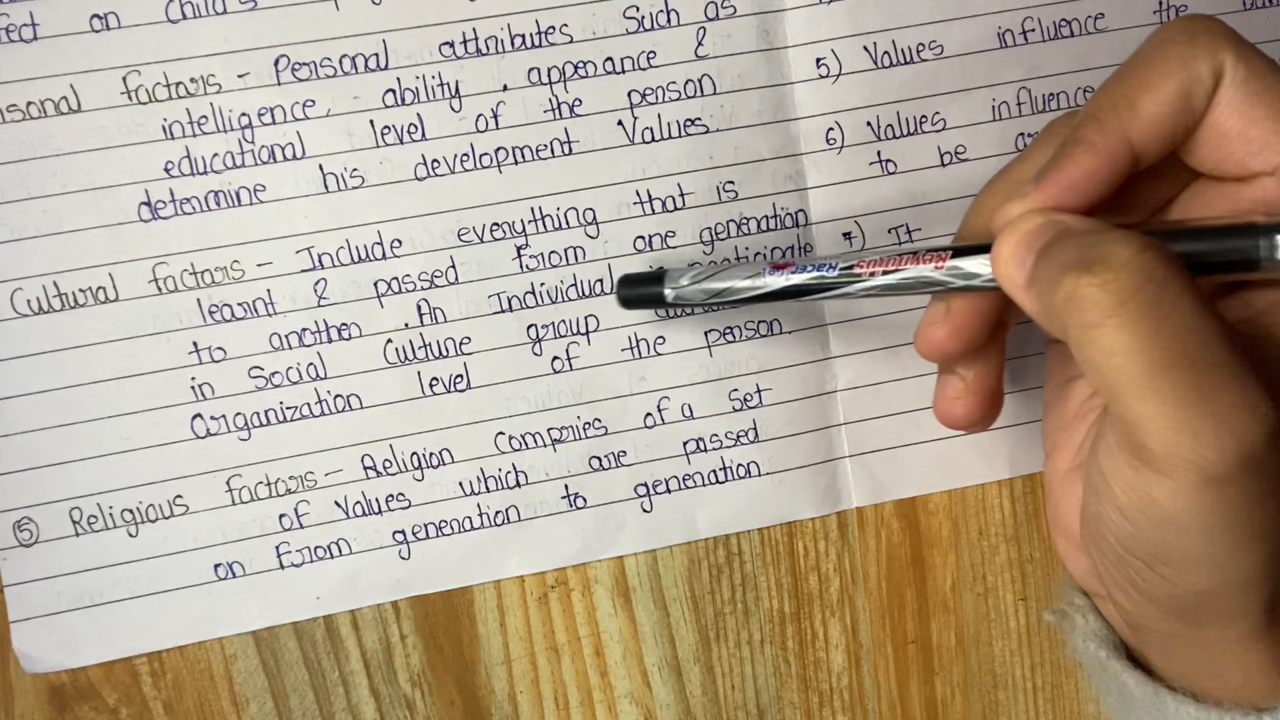 fect on child's
sonal factors - Personal attributes such as
intelligence, ability, apperance &
educational level of the person
determine his development Values.
Cultural factors - Include everything that is
learnt & passed from one generation
to another. An Individual participate
in Social Culture group
organization level of the person.
⑤ Religious factors - Religion compries of a Set
of Values which are passed
on from generation to generation
5) Values influence the
6) Values influence
to be
7) It
Reynolds Racer gel